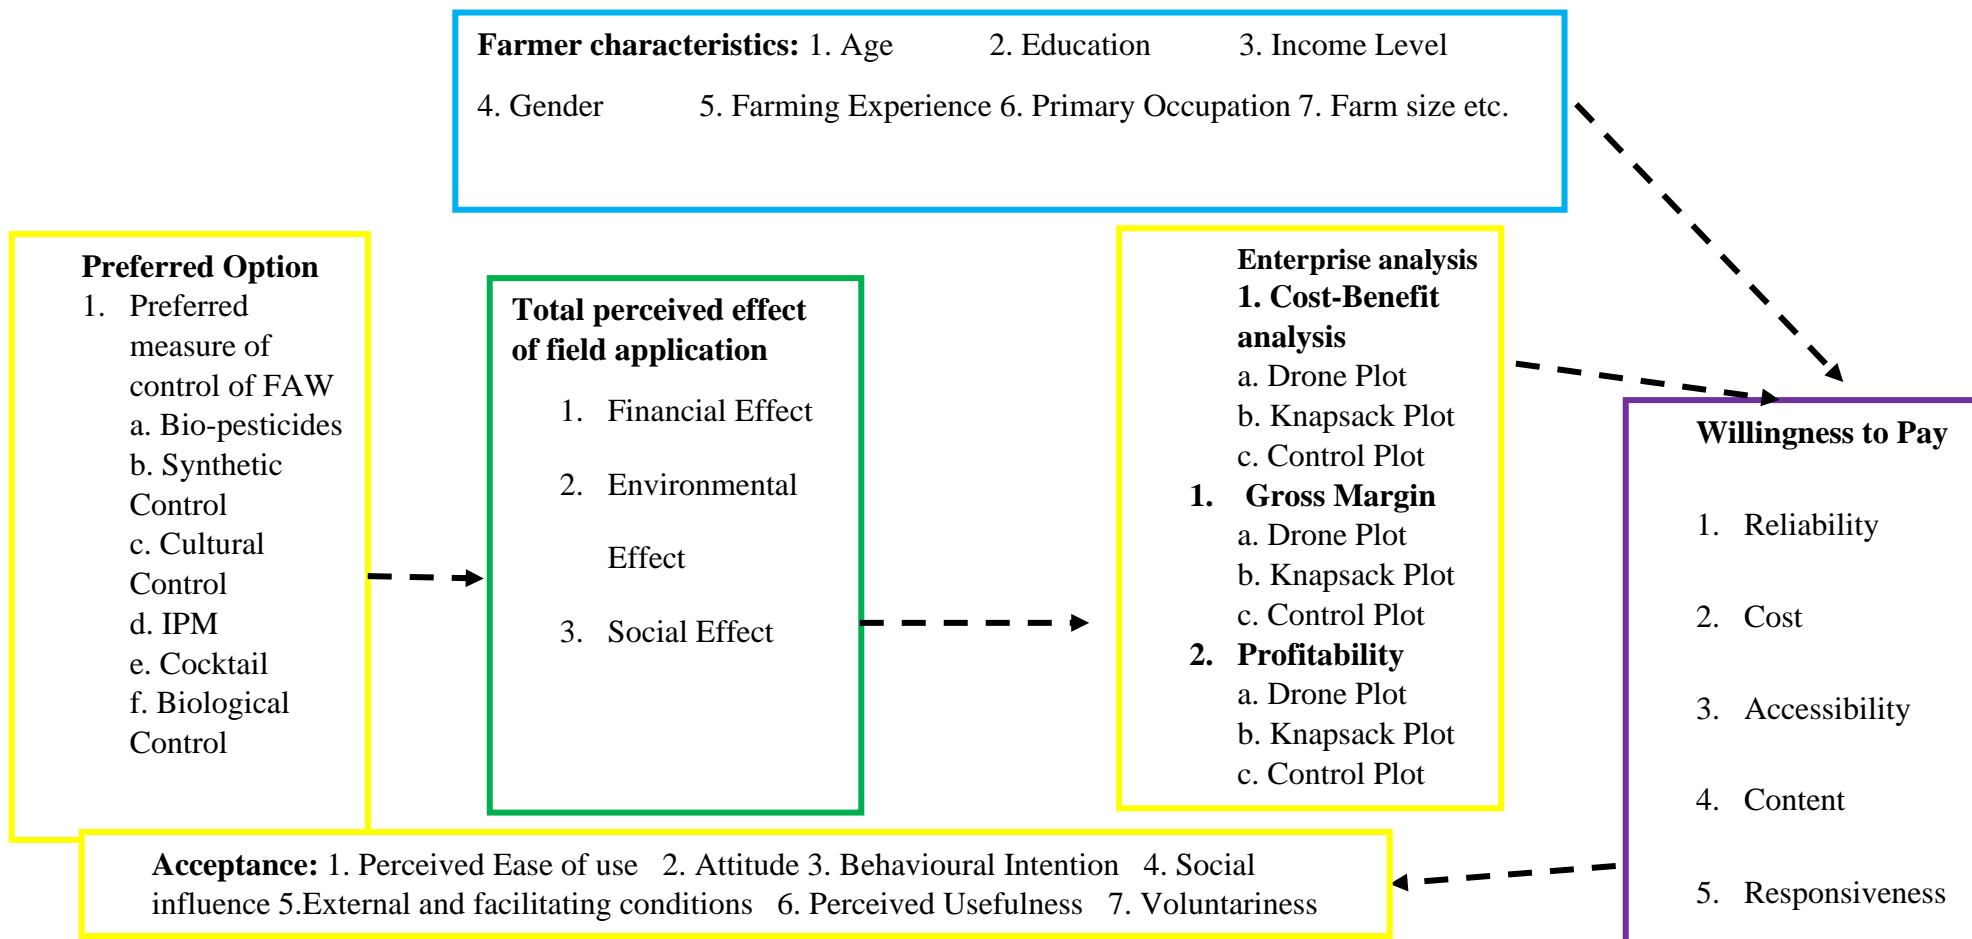 Farmer characteristics: 1. Age 2. Education 3. Income Level
4. Gender 5. Farming Experience 6. Primary Occupation 7. Farm size etc.
Preferred Option
1. Preferred
measure of
control of FAW
a. Bio-pesticides
b. Synthetic
Control
c. Cultural
Control
d. IPM
e. Cocktail
f. Biological
Control
Total perceived effect
of field application
1. Financial Effect
2. Environmental
Effect
3. Social Effect
Enterprise analysis
1. Cost-Benefit
analysis
a. Drone Plot
b. Knapsack Plot
c. Control Plot
1. Gross Margin
a. Drone Plot
b. Knapsack Plot
c. Control Plot
2. Profitability
a. Drone Plot
b. Knapsack Plot
c. Control Plot
Willingness to Pay
1. Reliability
2. Cost
3. Accessibility
4. Content
5. Responsiveness
Acceptance: 1. Perceived Ease of use 2. Attitude 3. Behavioural Intention 4. Social
influence 5.External and facilitating conditions 6. Perceived Usefulness 7. Voluntariness